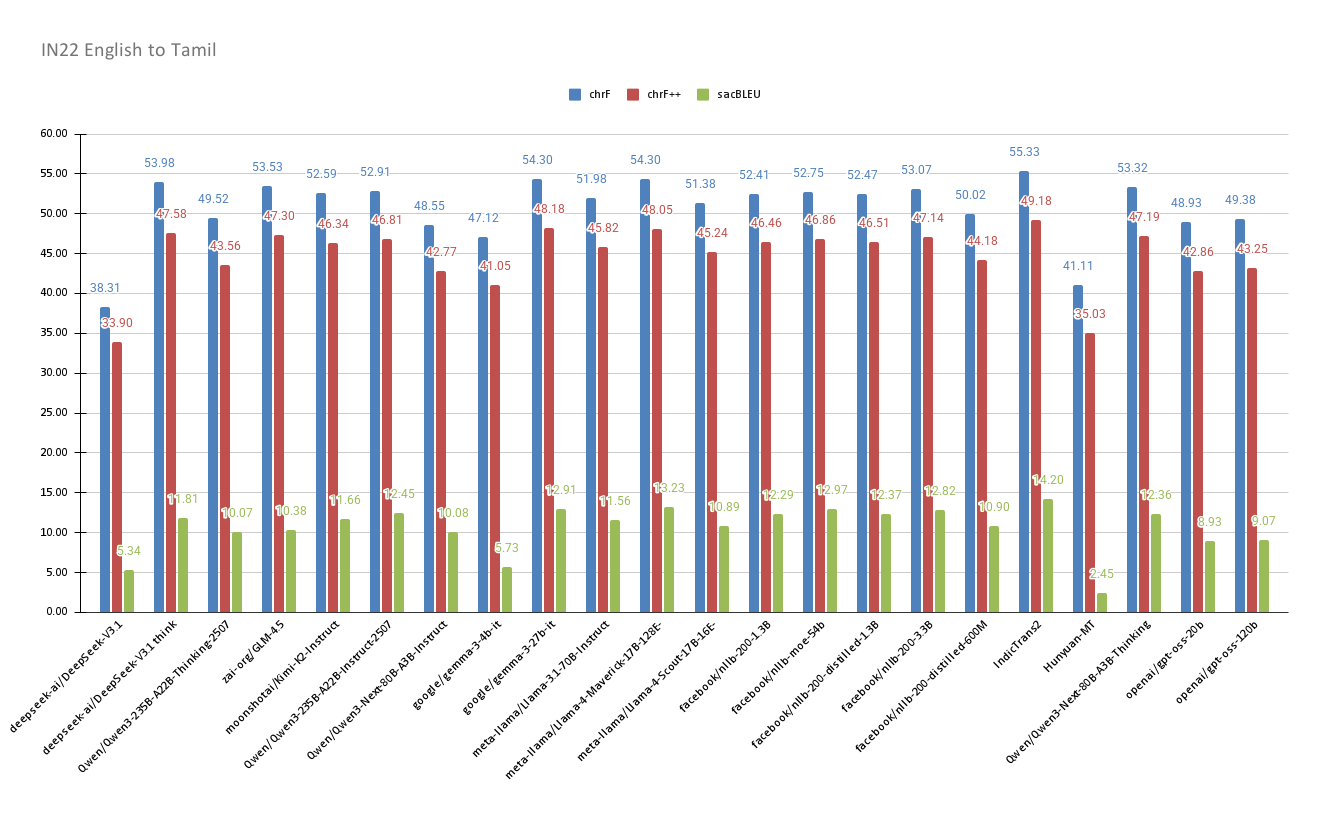 IN22 English to Tamil
chrF chrF++ sacBLEU
60.00
55.00
50.00
45.00
40.00
35.00
30.00
25.00
20.00
15.00
10.00
5.00
0.00
38.31 33.90 5.34
53.98 47.58 11.81
49.52 43.56 10.07
53.53 47.30 10.38
52.59 46.34 11.66
52.91 46.81 12.45
48.55 42.77 10.08
47.12 41.05 5.73
54.30 48.18 12.91
51.98 45.82 11.56
54.30 48.05 13.23
51.38 45.24 10.89
52.41 46.46 12.29
52.75 46.86 12.97
52.47 46.51 12.37
53.07 47.14 12.82
50.02 44.18 10.90
55.33 49.18 14.20
41.11 35.03 2.45
53.32 47.19 12.36
48.93 42.86 8.93
49.38 43.25 9.07
deepseek-ai/DeepSeek-V3.1
deepseek-ai/DeepSeek-V3.1 think
Qwen/Qwen3-235B-A22B-Thinking-2507
zai-org/GLM-4.5
moonshotai/Kimi-K2-Instruct
Qwen/Qwen3-235B-A22B-Instruct-2507
Qwen/Qwen3-Next-80B-A3B-Instruct
google/gemma-3-4b-it
google/gemma-3-27b-it
meta-llama/Llama-3.1-70B-Instruct
meta-llama/Llama-4-Maverick-17B-128E-
meta-llama/Llama-4-Scout-17B-16E-
facebook/nllb-200-1.3B
facebook/nllb-moe-54b
facebook/nllb-200-distilled-1.3B
facebook/nllb-200-3.3B
facebook/nllb-200-distilled-600M
IndicTrans2
Hunyuan-MT
Qwen/Qwen3-Next-80B-A3B-Thinking
openai/gpt-oss-20b
openai/gpt-oss-120b